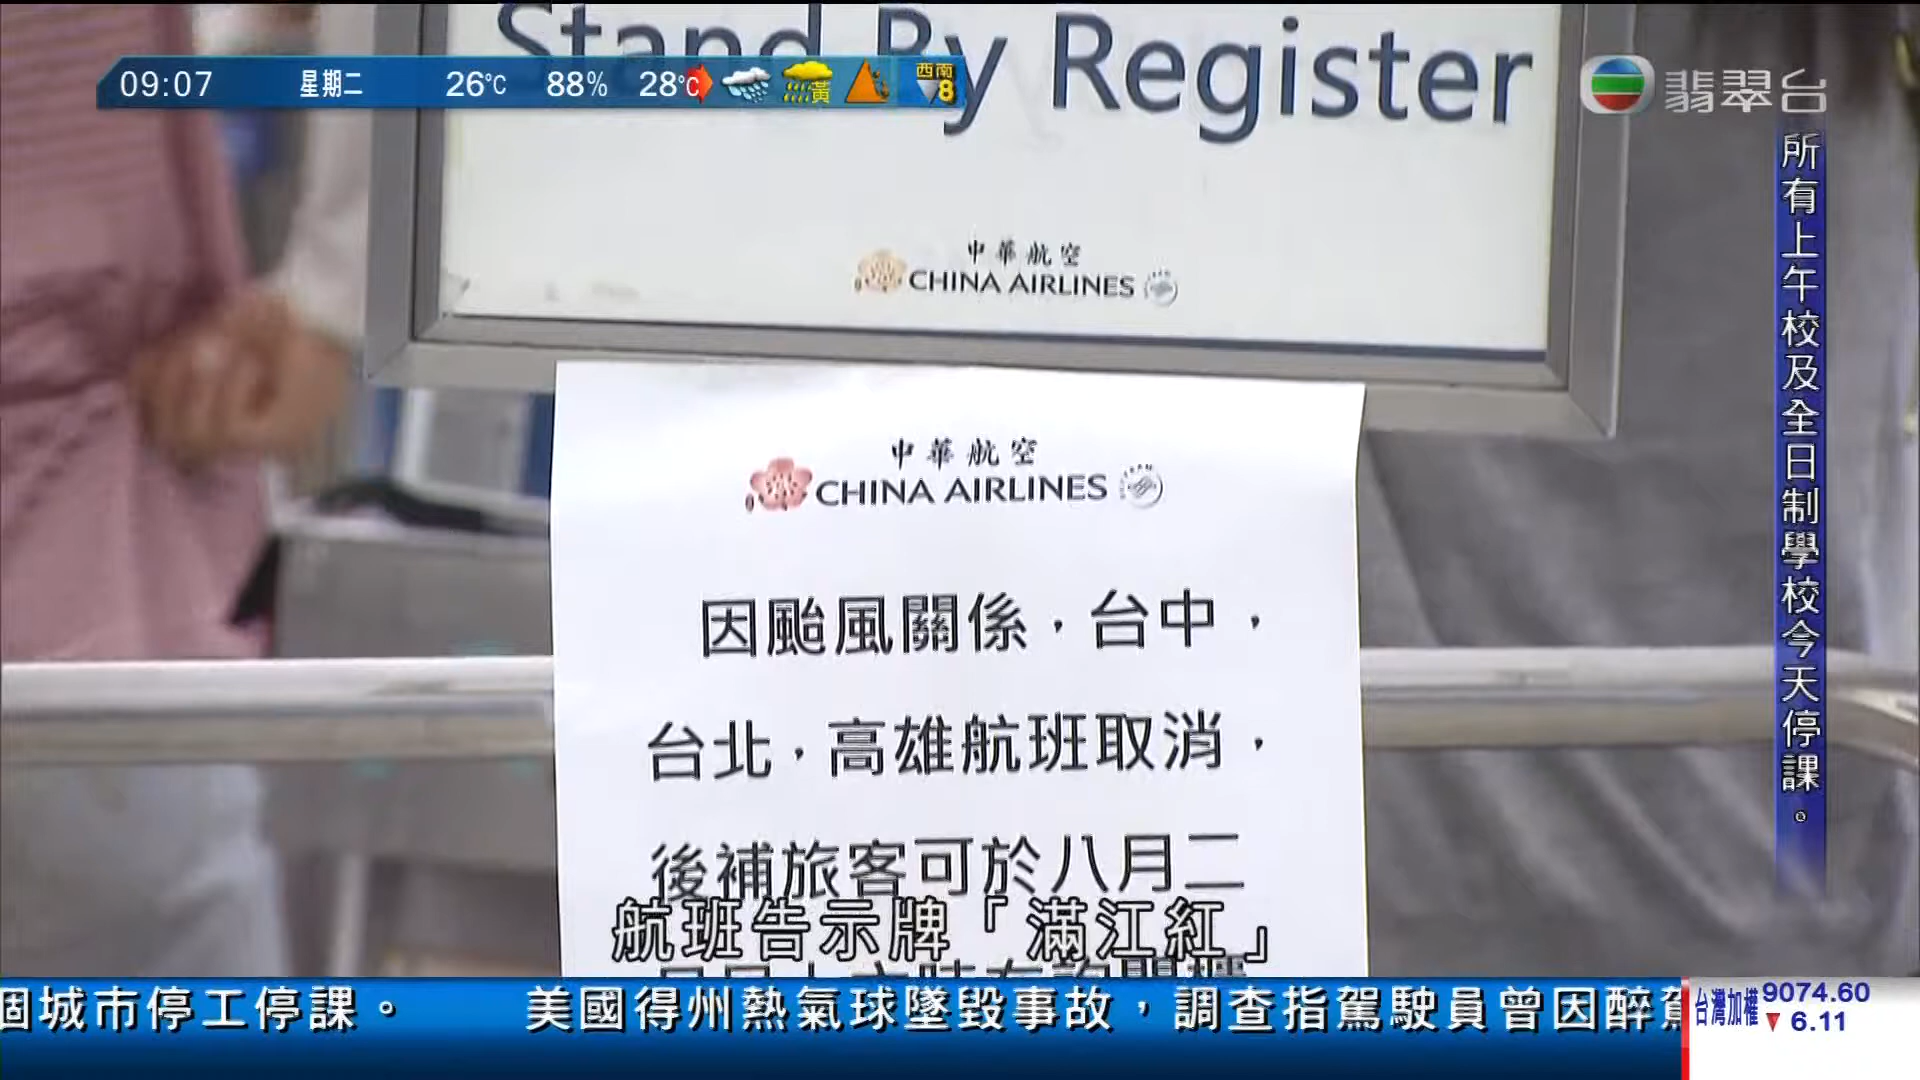 Stand By Register
09:07 星期二 26°C 88% 28°C 黃 西南 8
翡翠台
所有上午校及全日制學校今天停課。
中華航空
CHINA AIRLINES
中華航空
CHINA AIRLINES
因颱風關係，台中，
台北，高雄航班取消，
後補旅客可於八月二
航班告示牌「滿江紅」
個城市停工停課。 美國得州熱氣球墜毀事故，調查指駕駛員曾因醉駕
台灣加權 9074.60
▼ 6.11